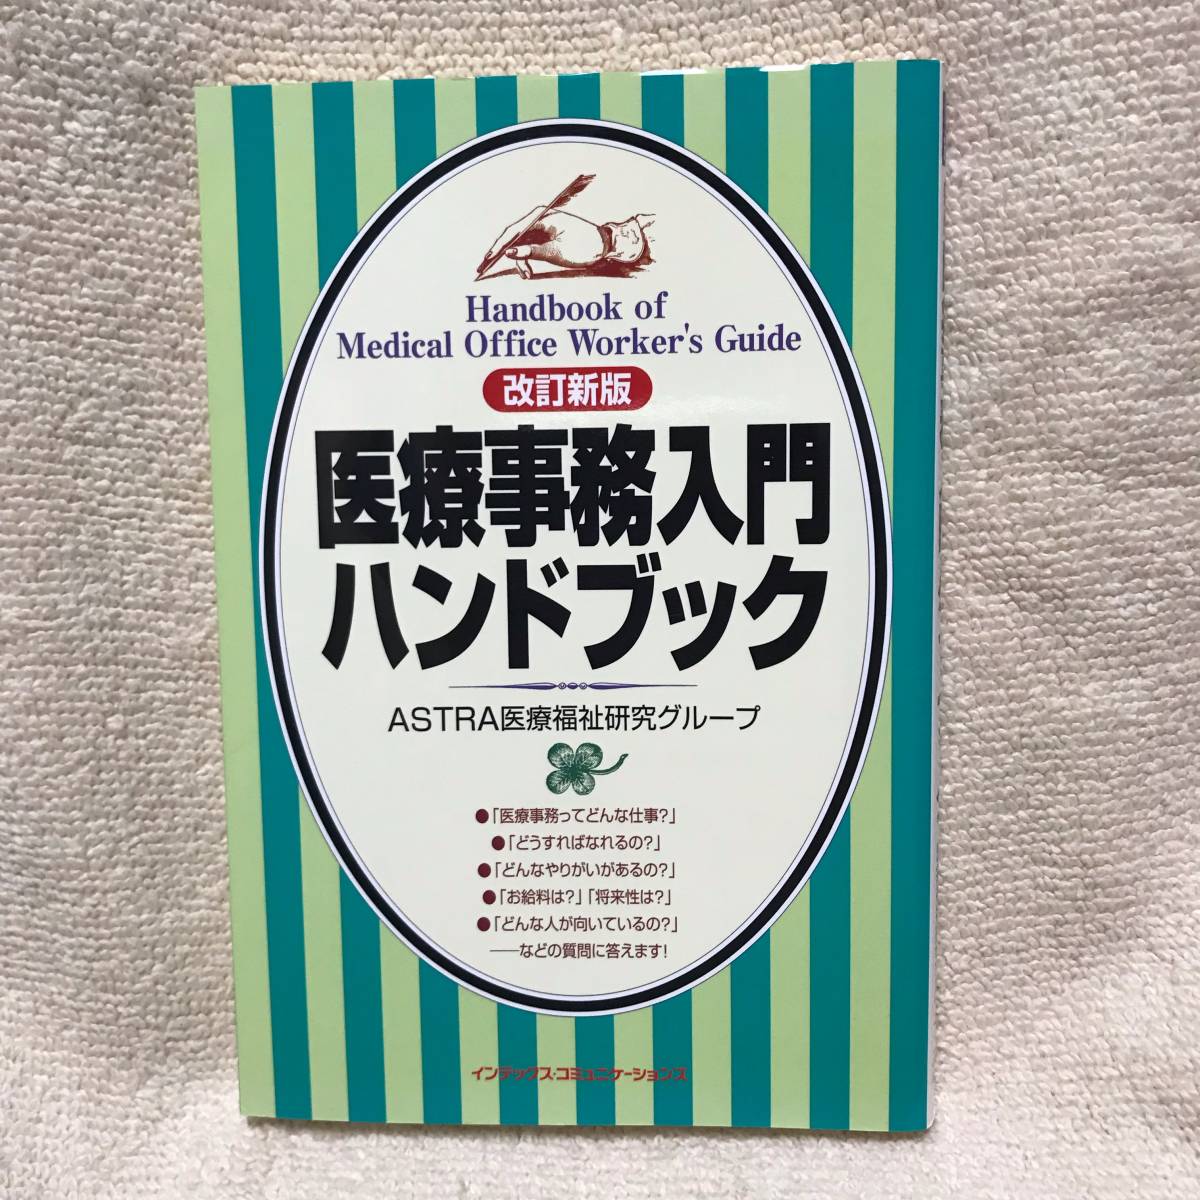 Handbook of
Medical Office Worker's Guide
改訂新版
医療事務入門
ハンドブック
ASTRA医療福祉研究グループ
●「医療事務ってどんな仕事?」
●「どうすればなれるの?」
●「どんなやりがいがあるの?」
●「お給料は?」「将来性は?」
●「どんな人が向いているの?」
——などの質問に答えます!
インデックス・コミュニケーションズ